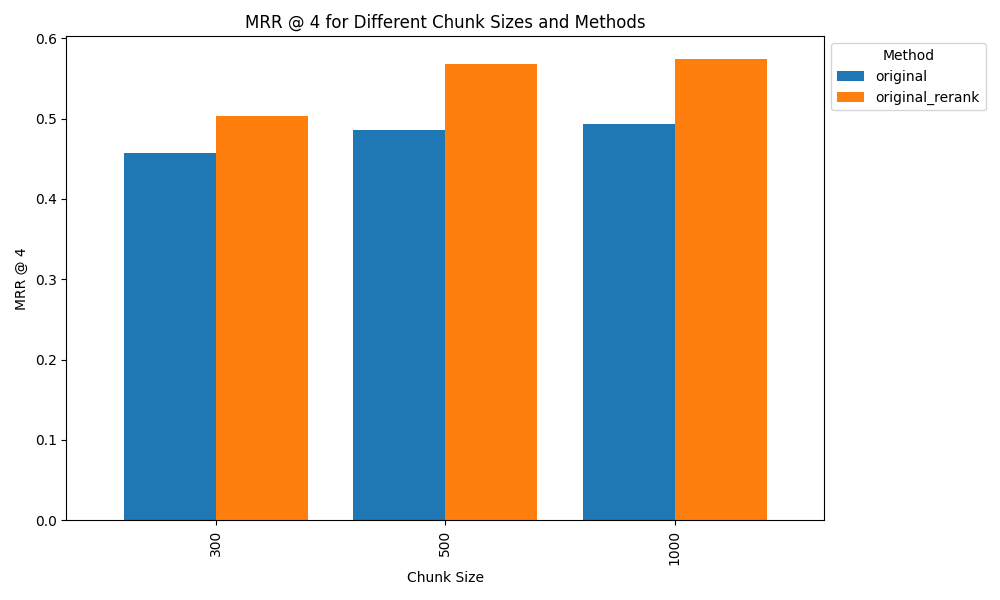 MRR @ 4 for Different Chunk Sizes and Methods
Method
original
original_rerank
0.6
0.5
0.4
0.3
0.2
0.1
0.0
MRR @ 4
300
500
1000
Chunk Size